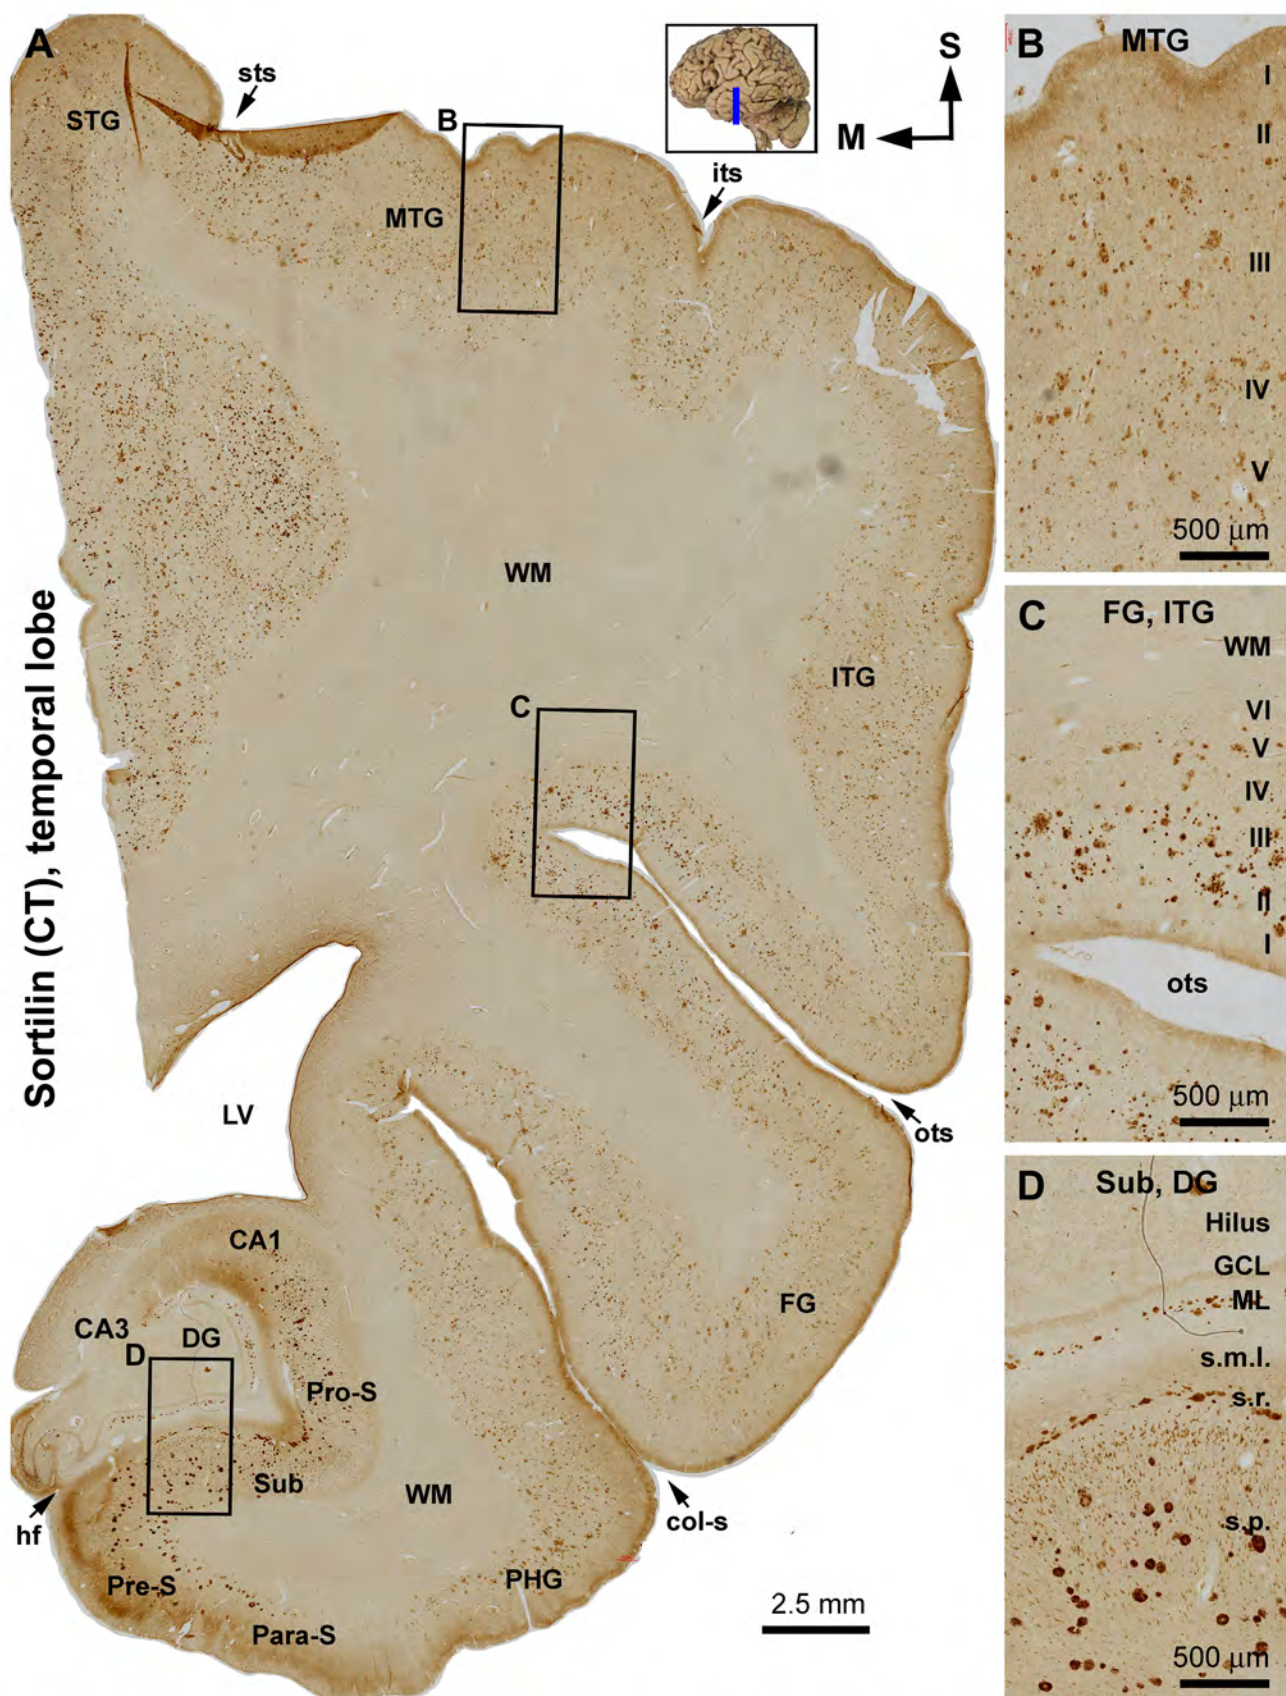 Sortilin (CT), temporal lobe
A
S
M
sts
STG
B
MTG
its
WM
C
ITG
LV
ots
CA1
CA3
DG
D
FG
Pro-S
Sub
WM
hf
col-s
Pre-S
PHG
Para-S
2.5 mm
B
MTG
I
II
III
IV
V
500 μm
C
FG, ITG
WM
VI
V
IV
III
II
I
ots
500 μm
D
Sub, DG
Hilus
GCL
ML
s.m.l.
s.r.
s.p.
500 μm